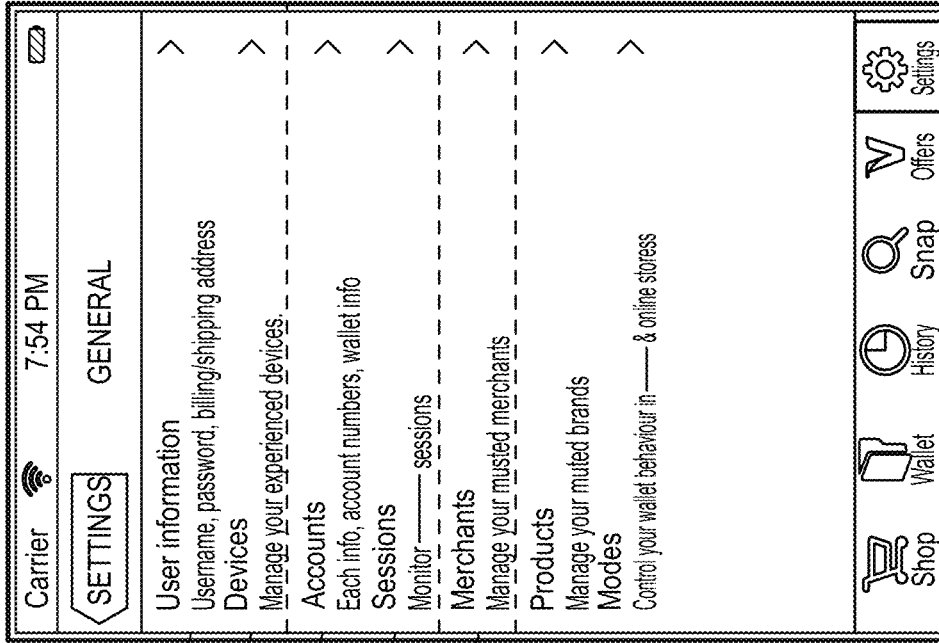 Carrier 7:54 PM
SETTINGS GENERAL
User information
Username, password, billing/shipping address
Devices
Manage your experienced devices.
Accounts
Each info, account numbers, wallet info
Sessions
Monitor —— sessions
Merchants
Manage your musted merchants
Products
Manage your muted brands
Modes
Control your wallet behaviour in —— & online storess
Shop Wallet History Snap Offers Settings